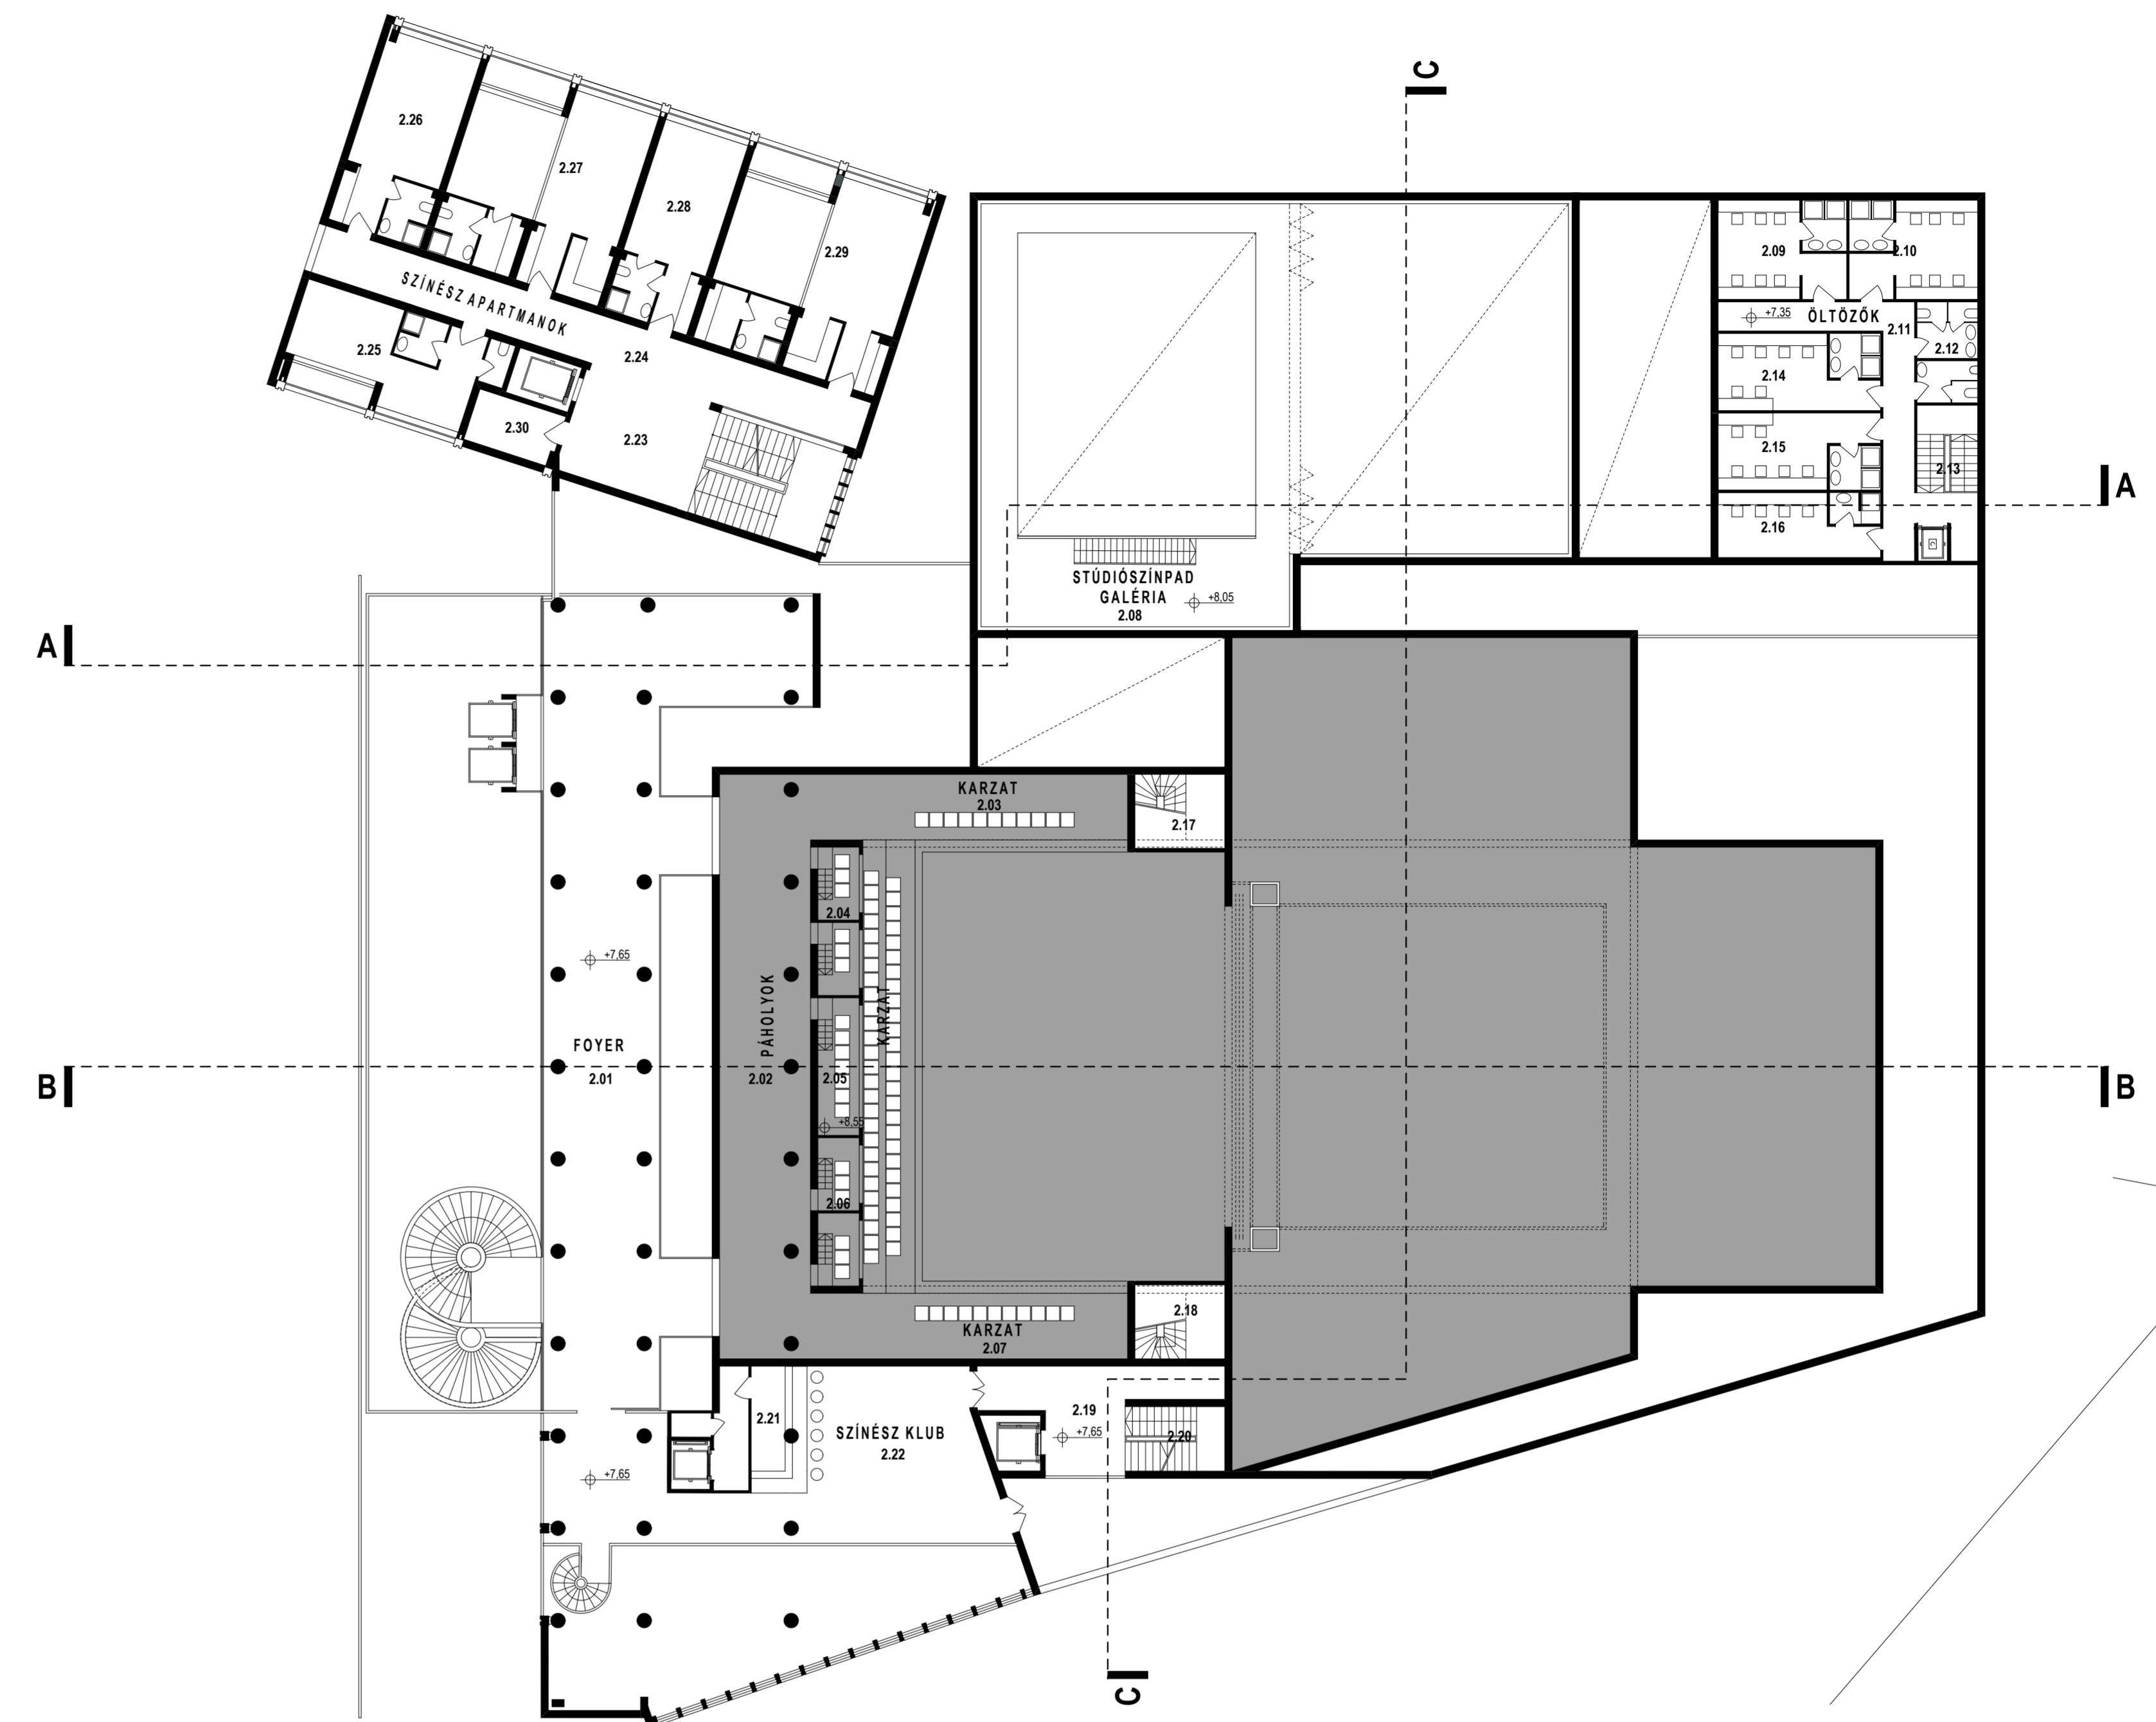 C
2.26
2.27
2.28
2.29
SZÍNÉSZ APARTMANOK
2.25
2.24
2.30
2.23
2.09
2.10
+7,35
ÖLTÖZŐK
2.11
2.12
2.14
2.15
2.13
2.16
A
STÚDIÓSZÍNPAD
GALÉRIA
2.08
+8,05
A
KARZAT
2.03
2.17
2.04
+7,65
PÁHOLYOK
KARZAT
FOYER
2.01
2.02
2.05
B
B
+8,55
2.06
2.18
KARZAT
2.07
2.21
SZÍNÉSZ KLUB
2.22
2.19
+7,65
2.20
+7,65
C